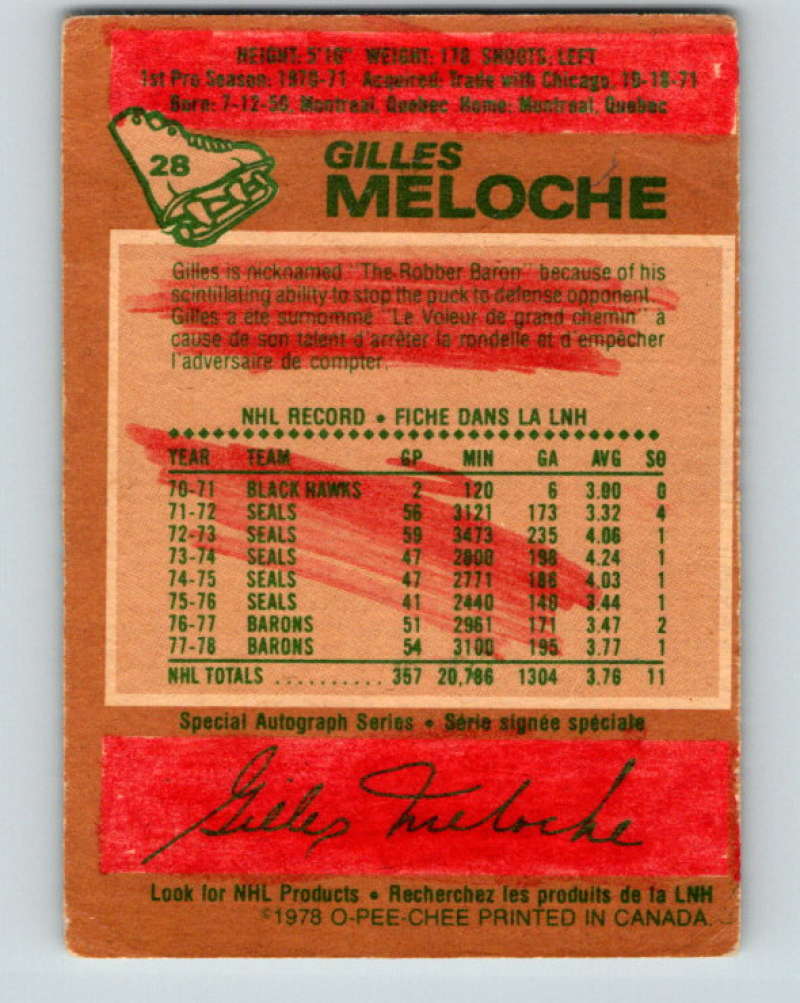 HEIGHT: 5'10" WEIGHT: 178 SHOOTS: LEFT
1st Pro Season: 1970-71 Acquired: Trade with Chicago, 10-18-71
Born: 7-12-50, Montreal, Quebec Home: Montreal, Quebec
28
GILLES
MELOCHE
Gilles is nicknamed "The Robber Baron" because of his
scintillating ability to stop the puck to defense opponent.
Gilles a été surnommé "Le Voleur de grand chemin" à
cause de son talent d'arrêter la rondelle et d'empêcher
l'adversaire de compter.
NHL RECORD • FICHE DANS LA LNH
YEAR TEAM GP MIN GA AVG SO
70-71 BLACK HAWKS 2 120 6 3.00 0
71-72 SEALS 56 3121 173 3.32 4
72-73 SEALS 59 3473 235 4.06 1
73-74 SEALS 47 2800 198 4.24 1
74-75 SEALS 47 2771 186 4.03 1
75-76 SEALS 41 2440 140 3.44 1
76-77 BARONS 51 2961 171 3.47 2
77-78 BARONS 54 3100 195 3.77 1
NHL TOTALS .......... 357 20,786 1304 3.76 11
Special Autograph Series • Série signée spéciale
Gilles Meloche
Look for NHL Products • Recherchez les produits de la LNH
©1978 O-PEE-CHEE PRINTED IN CANADA.